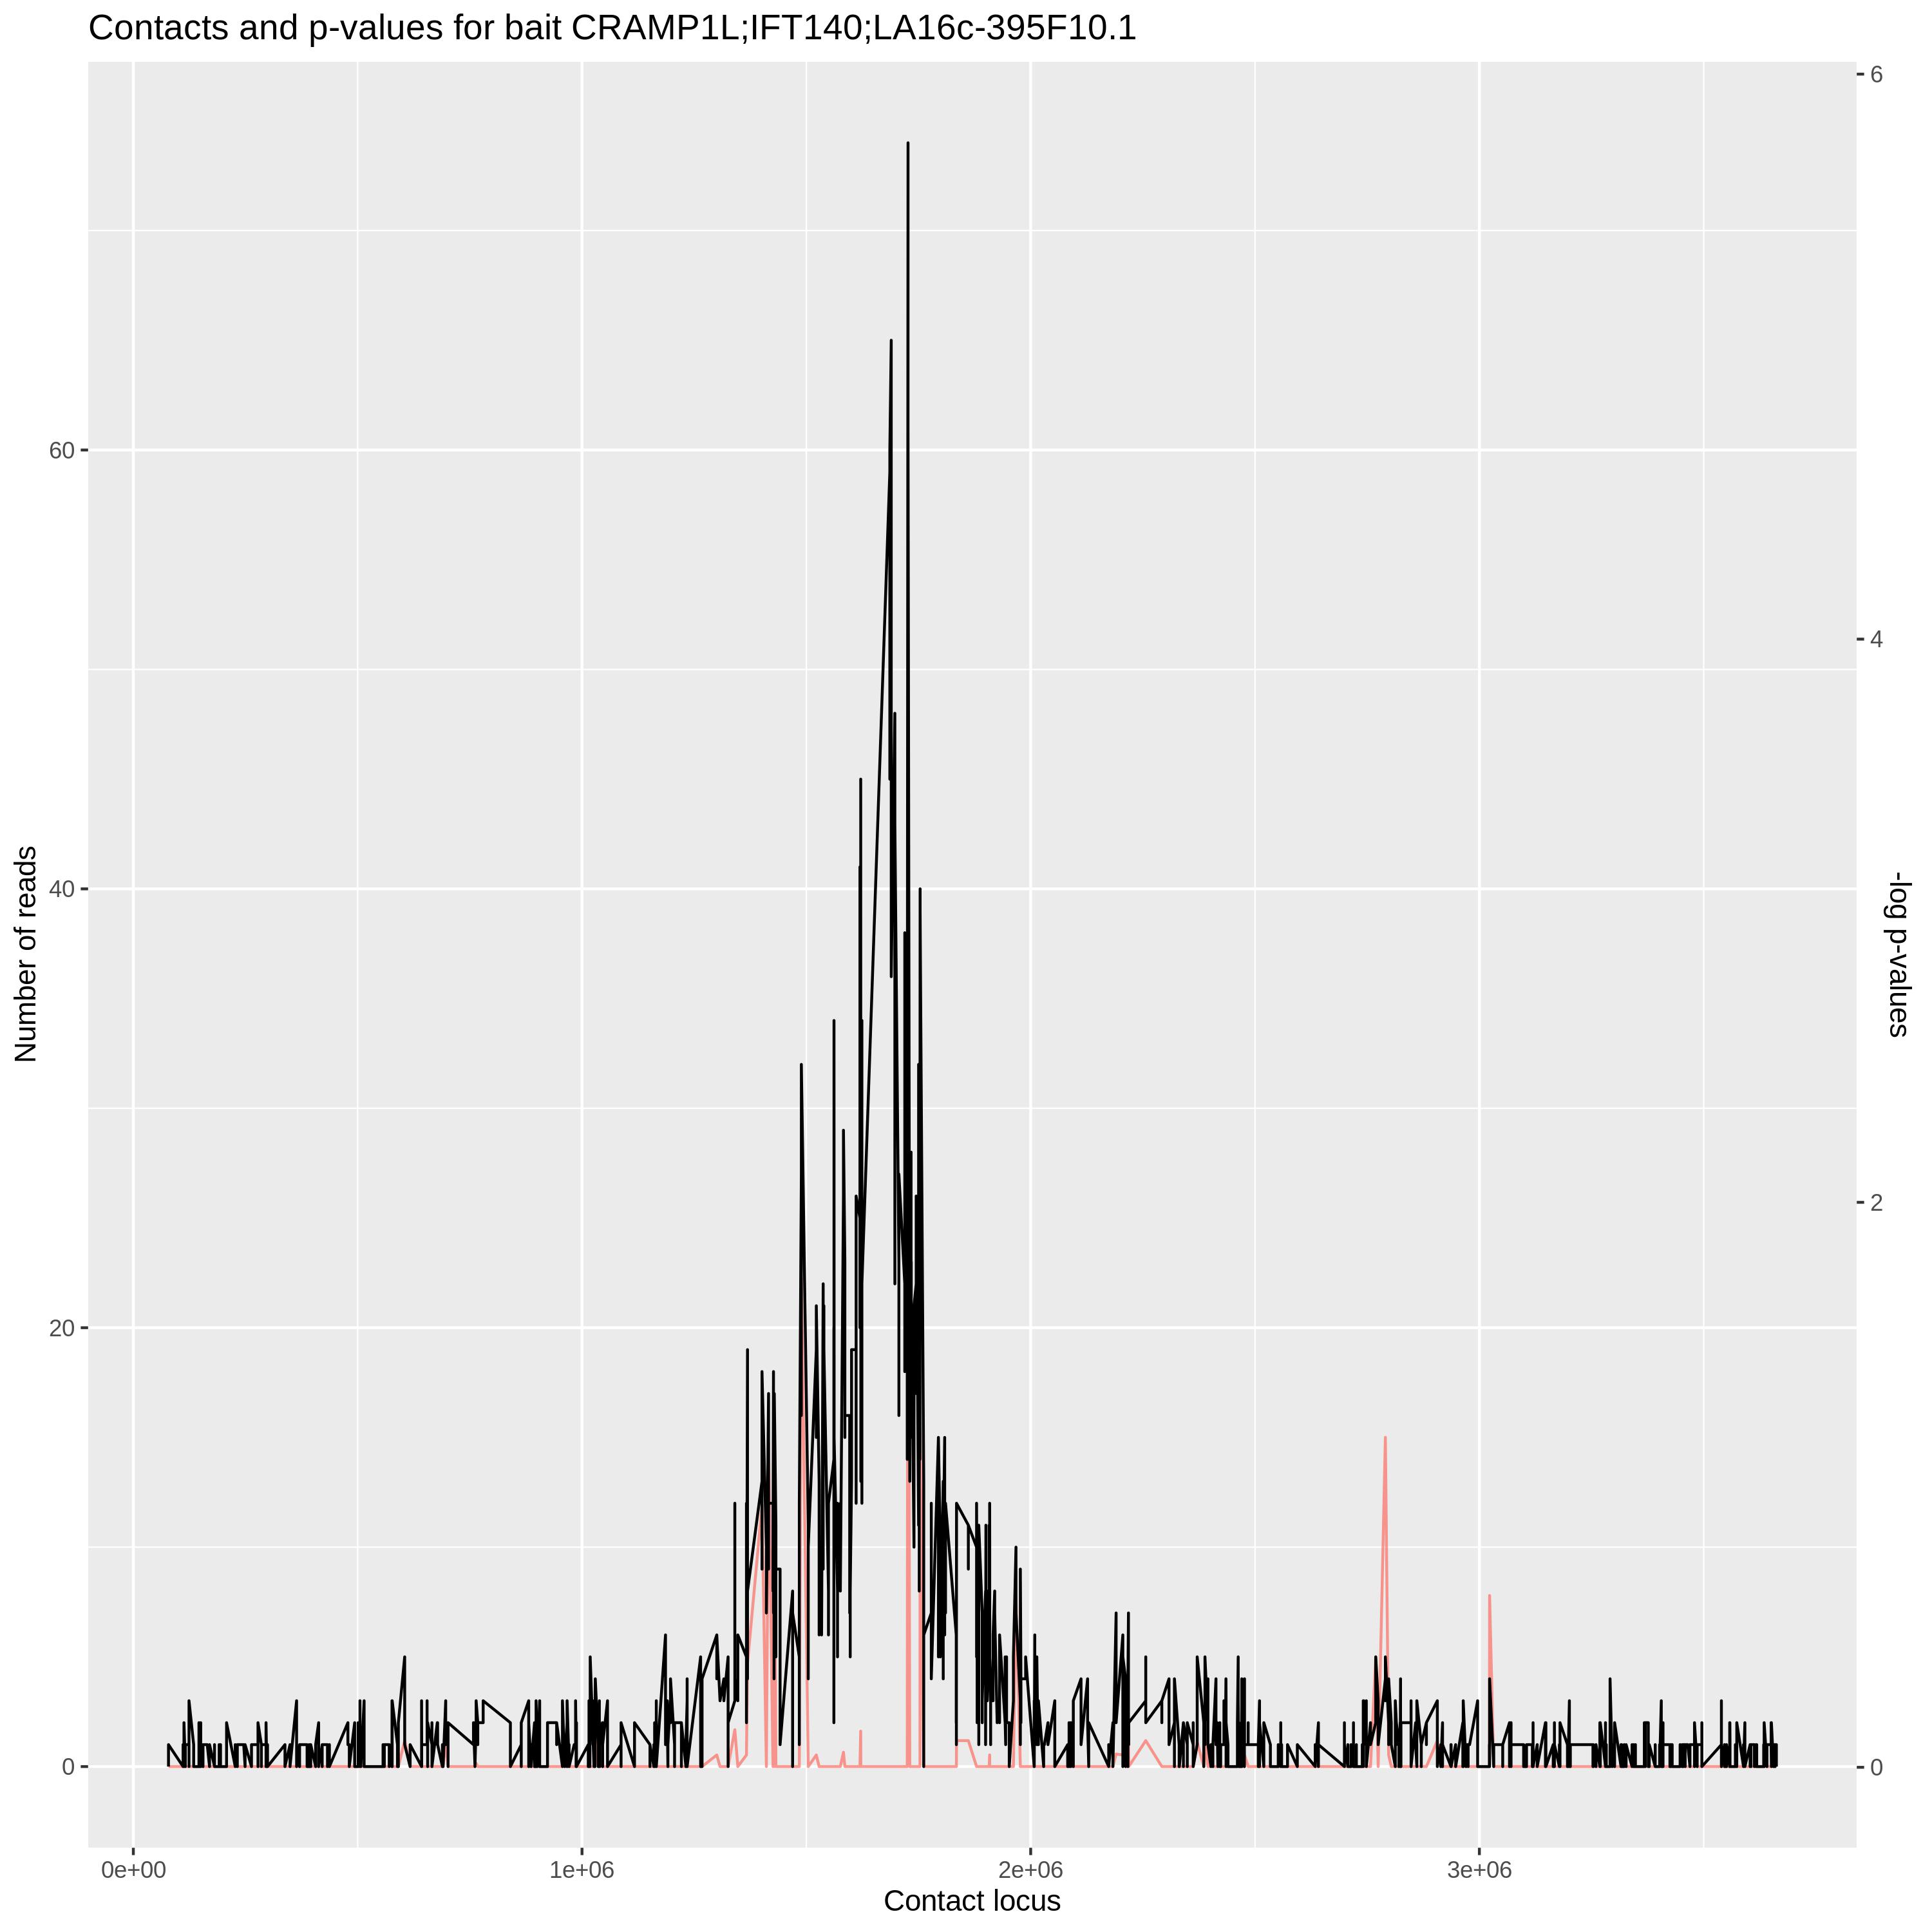 Contacts and p-values for bait CRAMP1L;IFT140;LA16c-395F10.1
6
60
4
Number of reads
40
-log p-values
2
20
0
0
0e+00
1e+06
2e+06
3e+06
Contact locus